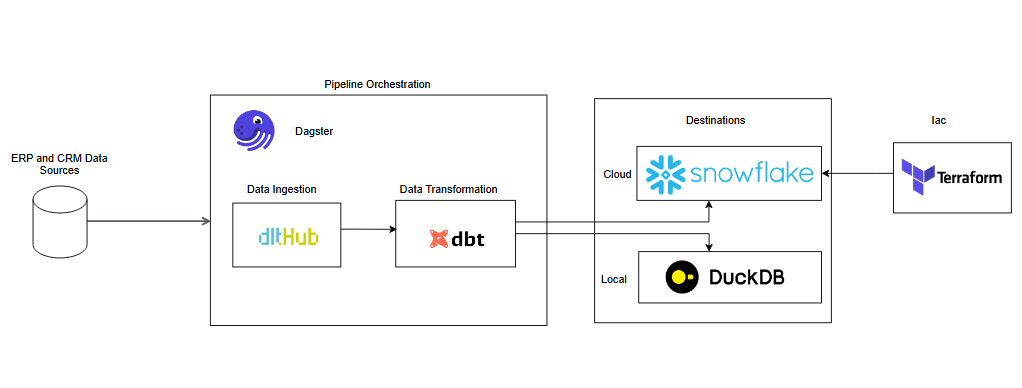 Pipeline Orchestration
Dagster
Destinations
Iac
ERP and CRM Data
Sources
Cloud
snowflake
Terraform
Data Ingestion
Data Transformation
dltHub
dbt
Local
DuckDB